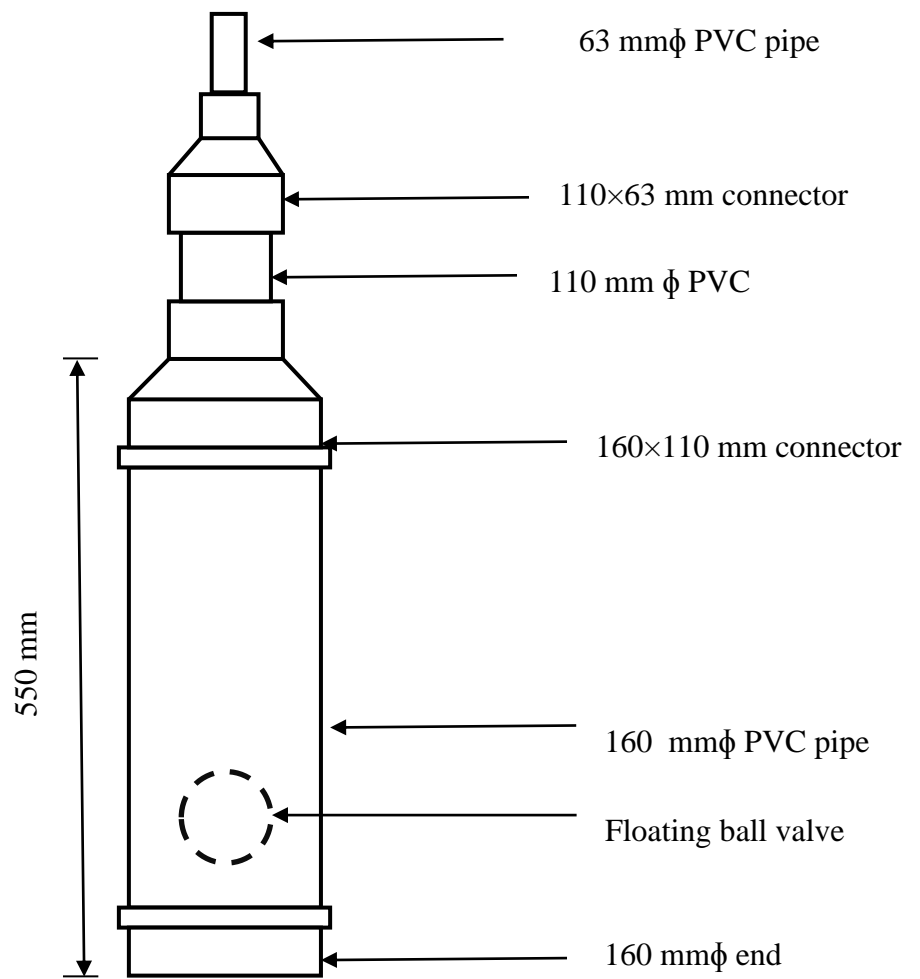 63 mmϕ PVC pipe
110×63 mm connector
110 mm ϕ PVC
160×110 mm connector
550 mm
160 mmϕ PVC pipe
Floating ball valve
160 mmϕ end